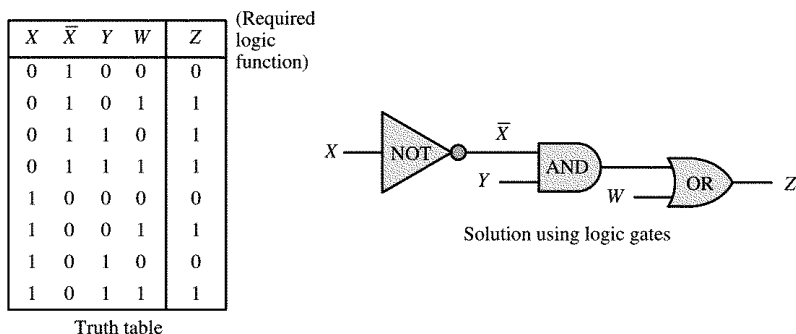 (Required
logic
function)
X X̅ Y W Z
0 1 0 0 0
0 1 0 1 1
0 1 1 0 1
0 1 1 1 1
1 0 0 0 0
1 0 0 1 1
1 0 1 0 0
1 0 1 1 1
Truth table
X
NOT
X̅
Y
AND
W
OR
Z
Solution using logic gates